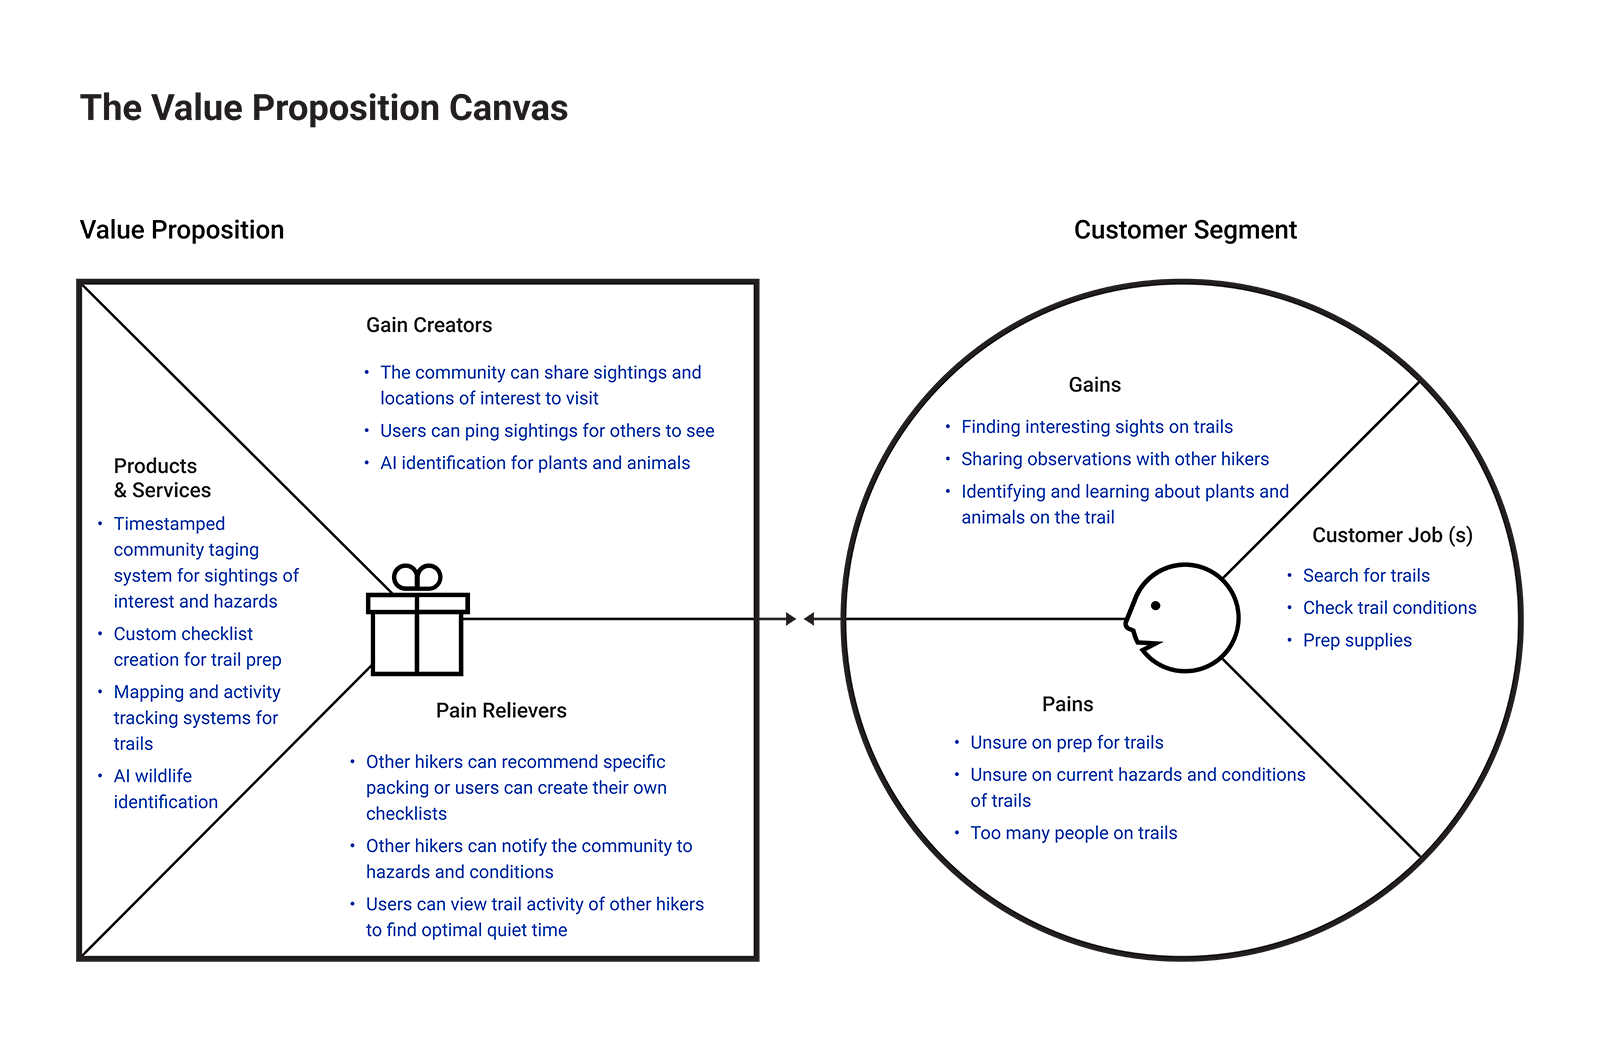 The Value Proposition Canvas
Value Proposition
Gain Creators
• The community can share sightings and
locations of interest to visit
• Users can ping sightings for others to see
• AI identification for plants and animals
Products
& Services
• Timestamped
community taging
system for sightings of
interest and hazards
• Custom checklist
creation for trail prep
• Mapping and activity
tracking systems for
trails
• AI wildlife
identification
Pain Relievers
• Other hikers can recommend specific
packing or users can create their own
checklists
• Other hikers can notify the community to
hazards and conditions
• Users can view trail activity of other hikers
to find optimal quiet time
Customer Segment
Gains
• Finding interesting sights on trails
• Sharing observations with other hikers
• Identifying and learning about plants and
animals on the trail
Customer Job (s)
• Search for trails
• Check trail conditions
• Prep supplies
Pains
• Unsure on prep for trails
• Unsure on current hazards and conditions
of trails
• Too many people on trails